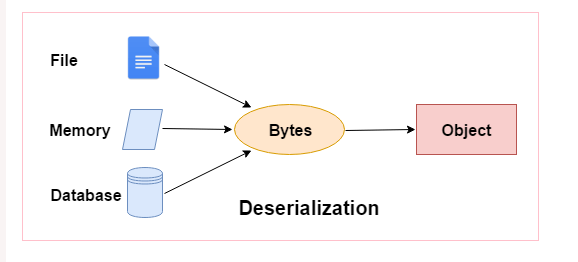 File
Memory
Database
Bytes
Object
Deserialization